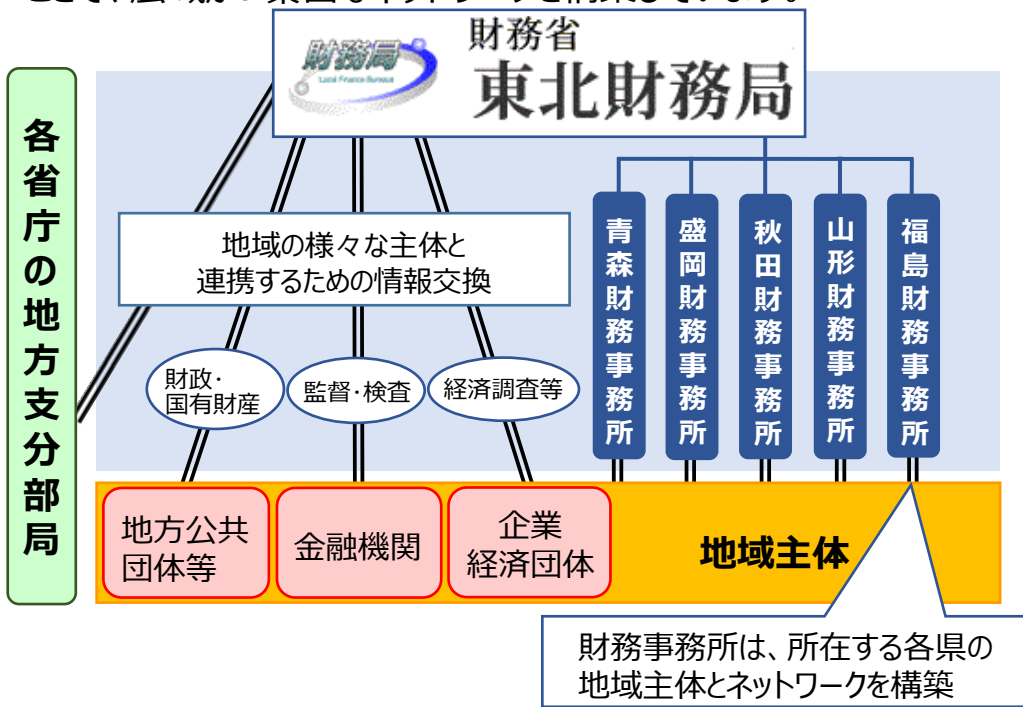 財務局
Local Finance Bureaus
財務省
東北財務局
各省庁の地方支分部局
地域の様々な主体と
連携するための情報交換
財政・
国有財産
監督・検査
経済調査等
青森財務事務所
盛岡財務事務所
秋田財務事務所
山形財務事務所
福島財務事務所
地方公共
団体等
金融機関
企業
経済団体
地域主体
財務事務所は、所在する各県の
地域主体とネットワークを構築